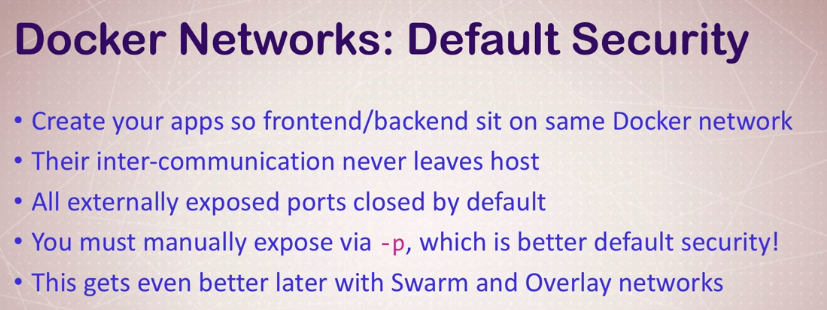 Docker Networks: Default Security
• Create your apps so frontend/backend sit on same Docker network
• Their inter-communication never leaves host
• All externally exposed ports closed by default
• You must manually expose via -p, which is better default security!
• This gets even better later with Swarm and Overlay networks